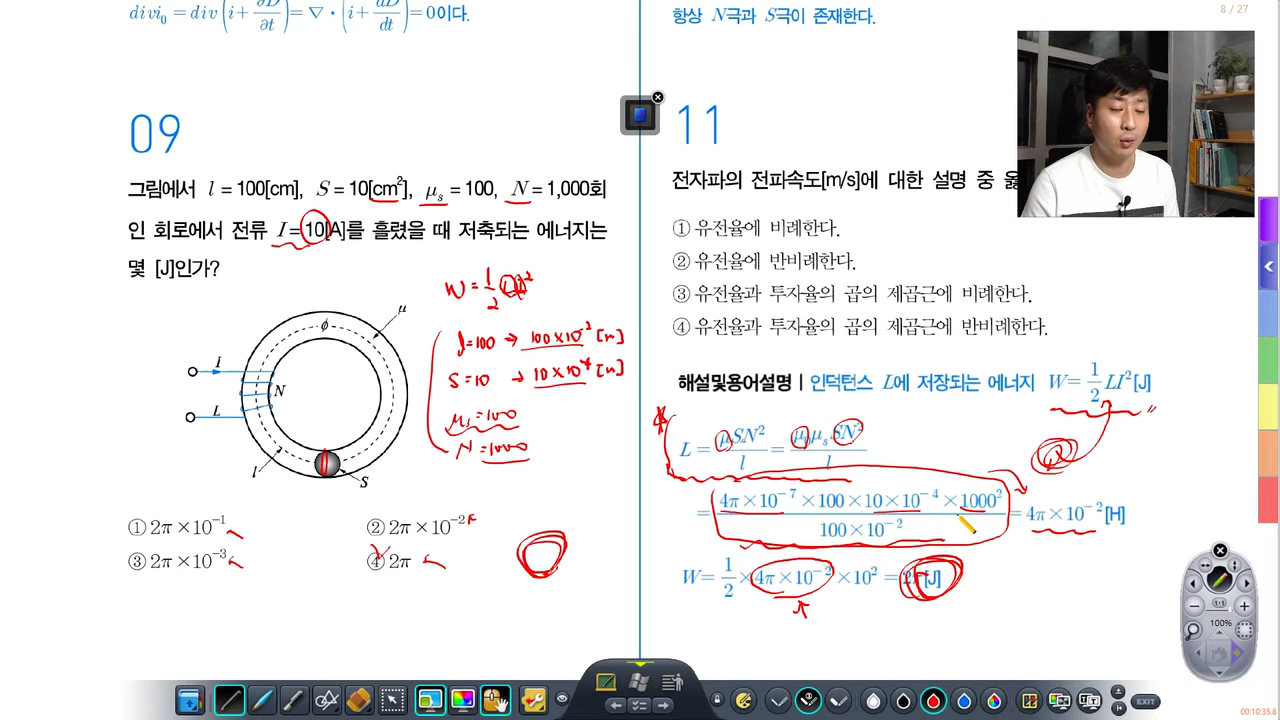 div i₀ = div (i + ∂D/∂t) = ∇ · (i + dD/dt) = 0이다.
09
그림에서 l = 100[cm], S = 10[cm²], μₛ = 100, N = 1,000회
인 회로에서 전류 I = 10[A]를 흘렸을 때 저축되는 에너지는
몇 [J]인가?
W = 1/2 LI²
l = 100 → 100×10⁻² [m]
S = 10 → 10×10⁻⁴ [m]
μₛ = 100
N = 1000
I
L
N
φ
μ
l
S
① 2π × 10⁻¹
② 2π × 10⁻²
③ 2π × 10⁻³
④ 2π
항상 N극과 S극이 존재한다.
8 / 27
11
전자파의 전파속도[m/s]에 대한 설명 중
① 유전율에 비례한다.
② 유전율에 반비례한다.
③ 유전율과 투자율의 곱의 제곱근에 비례한다.
④ 유전율과 투자율의 곱의 제곱근에 반비례한다.
해설및용어설명 | 인덕턴스 L에 저장되는 에너지 W = 1/2 LI² [J]
L = μSN²/l = μ₀μₛSN²/l
= 4π×10⁻⁷×100×10×10⁻⁴×1000² / 100×10⁻² = 4π×10⁻² [H]
W = 1/2 × 4π×10⁻² × 10² = 2π[J]
1:1
100%
EXIT
00:10:35.8